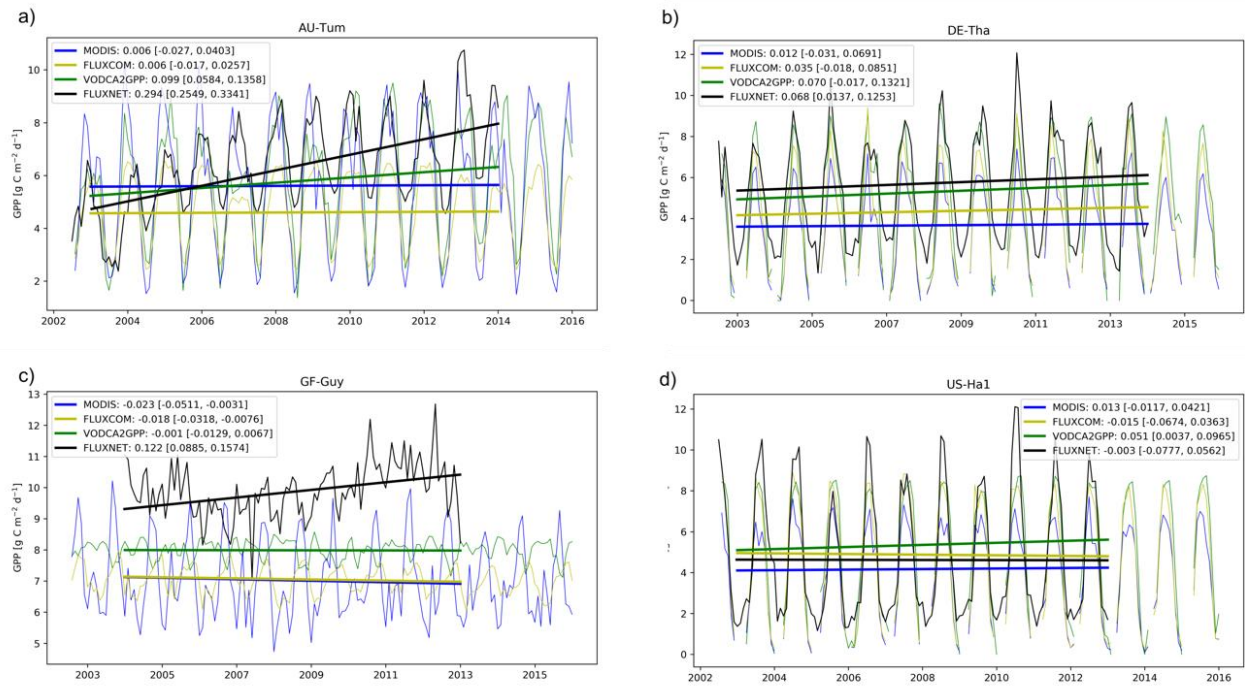 a)
AU-Tum
MODIS: 0.006 [-0.027, 0.0403]
FLUXCOM: 0.006 [-0.017, 0.0257]
VODCA2GPP: 0.099 [0.0584, 0.1358]
FLUXNET: 0.294 [0.2549, 0.3341]
GPP [g C m⁻² d⁻¹]
10
8
6
4
2
2002 2004 2006 2008 2010 2012 2014 2016
b)
DE-Tha
MODIS: 0.012 [-0.031, 0.0691]
FLUXCOM: 0.035 [-0.018, 0.0851]
VODCA2GPP: 0.070 [-0.017, 0.1321]
FLUXNET: 0.068 [0.0137, 0.1253]
GPP [g C m⁻² d⁻¹]
12
10
8
6
4
2
0
2003 2005 2007 2009 2011 2013 2015
c)
GF-Guy
MODIS: -0.023 [-0.0511, -0.0031]
FLUXCOM: -0.018 [-0.0318, -0.0076]
VODCA2GPP: -0.001 [-0.0129, 0.0067]
FLUXNET: 0.122 [0.0885, 0.1574]
GPP [g C m⁻² d⁻¹]
13
12
11
10
9
8
7
6
5
2003 2005 2007 2009 2011 2013 2015
d)
US-Ha1
MODIS: 0.013 [-0.0117, 0.0421]
FLUXCOM: -0.015 [-0.0674, 0.0363]
VODCA2GPP: 0.051 [0.0037, 0.0965]
FLUXNET: -0.003 [-0.0777, 0.0562]
12
10
8
6
4
2
0
2002 2004 2006 2008 2010 2012 2014 2016